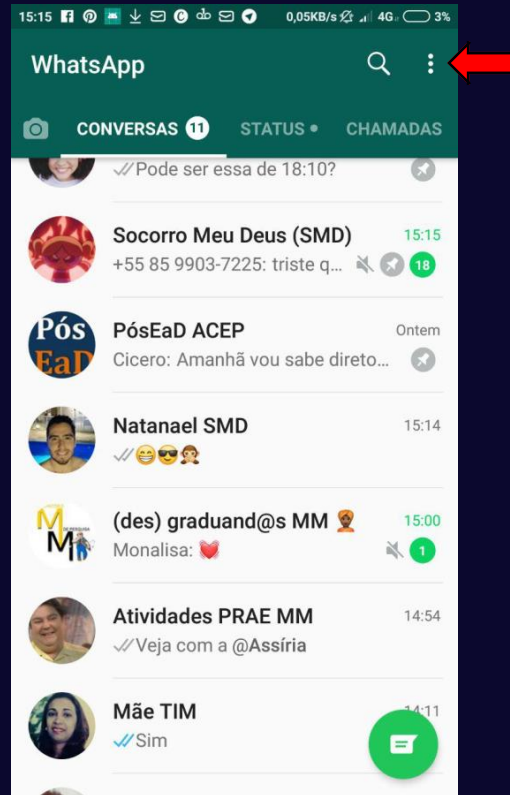 15:15 0,05KB/s 4G 3%
WhatsApp
CONVERSAS 11 STATUS • CHAMADAS
Pode ser essa de 18:10?
Socorro Meu Deus (SMD) 15:15
+55 85 9903-7225: triste q... 18
Pós
EaD
PósEaD ACEP Ontem
Cicero: Amanhã vou sabe direto...
Natanael SMD 15:14
😁😎🙊
MM
(des) graduand@s MM 15:00
Monalisa: 💓 1
Atividades PRAE MM 14:54
Veja com a @Assíria
Mãe TIM 14:11
Sim